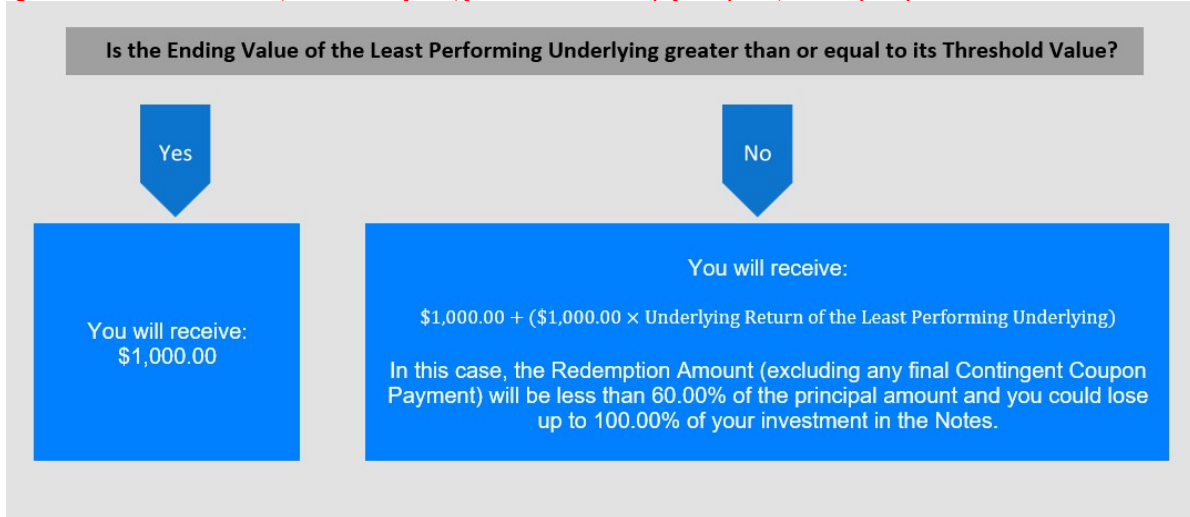 Is the Ending Value of the Least Performing Underlying greater than or equal to its Threshold Value?
Yes
No
You will receive:
$1,000.00
You will receive:
$1,000.00 + ($1,000.00 × Underlying Return of the Least Performing Underlying)
In this case, the Redemption Amount (excluding any final Contingent Coupon
Payment) will be less than 60.00% of the principal amount and you could lose
up to 100.00% of your investment in the Notes.